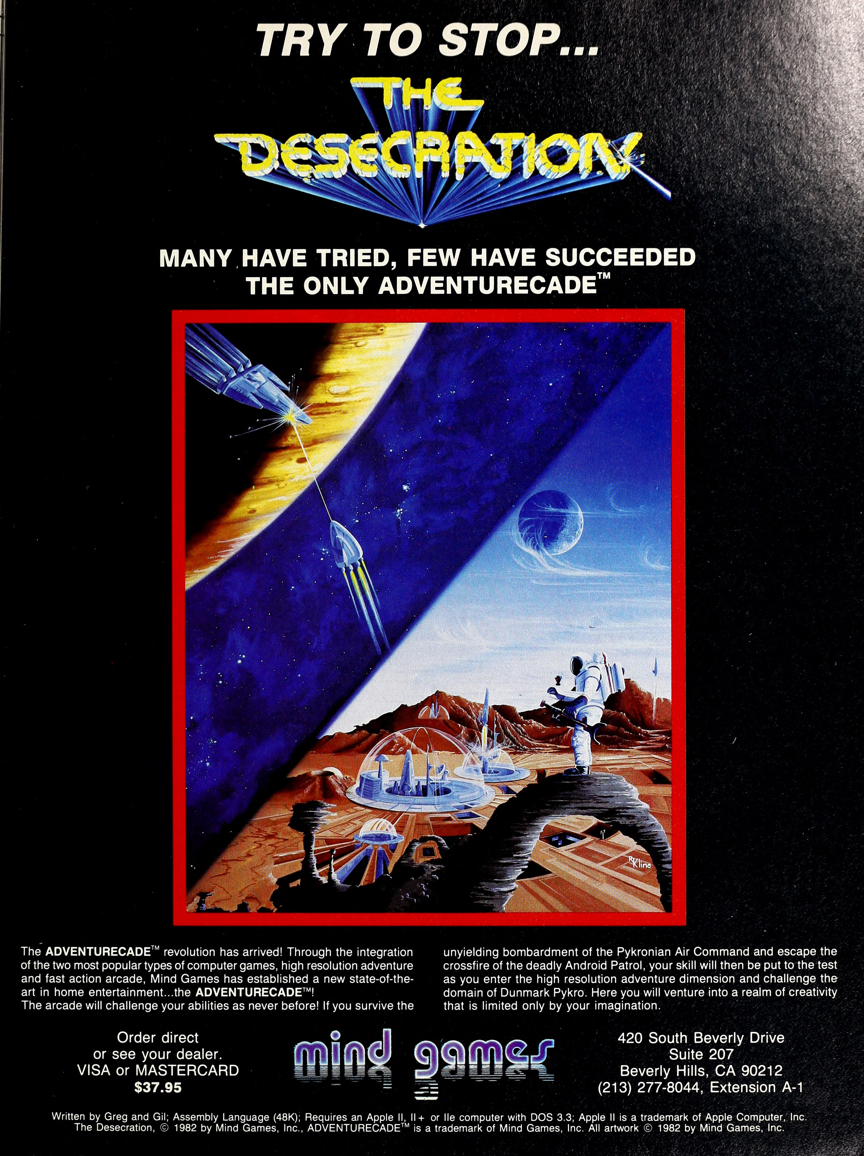 TRY TO STOP...
THE
DESECRATION
MANY HAVE TRIED, FEW HAVE SUCCEEDED
THE ONLY ADVENTURECADE™
RyKline
The ADVENTURECADE™ revolution has arrived! Through the integration
of the two most popular types of computer games, high resolution adventure
and fast action arcade, Mind Games has established a new state-of-the-
art in home entertainment...the ADVENTURECADE™!
The arcade will challenge your abilities as never before! If you survive the
unyielding bombardment of the Pykronian Air Command and escape the
crossfire of the deadly Android Patrol, your skill will then be put to the test
as you enter the high resolution adventure dimension and challenge the
domain of Dunmark Pykro. Here you will venture into a realm of creativity
that is limited only by your imagination.
Order direct
or see your dealer.
VISA or MASTERCARD
$37.95
mind games
420 South Beverly Drive
Suite 207
Beverly Hills, CA 90212
(213) 277-8044, Extension A-1
Written by Greg and Gil; Assembly Language (48K); Requires an Apple II, II+ or IIe computer with DOS 3.3; Apple II is a trademark of Apple Computer, Inc.
The Desecration, © 1982 by Mind Games, Inc., ADVENTURECADE™ is a trademark of Mind Games, Inc. All artwork © 1982 by Mind Games, Inc.